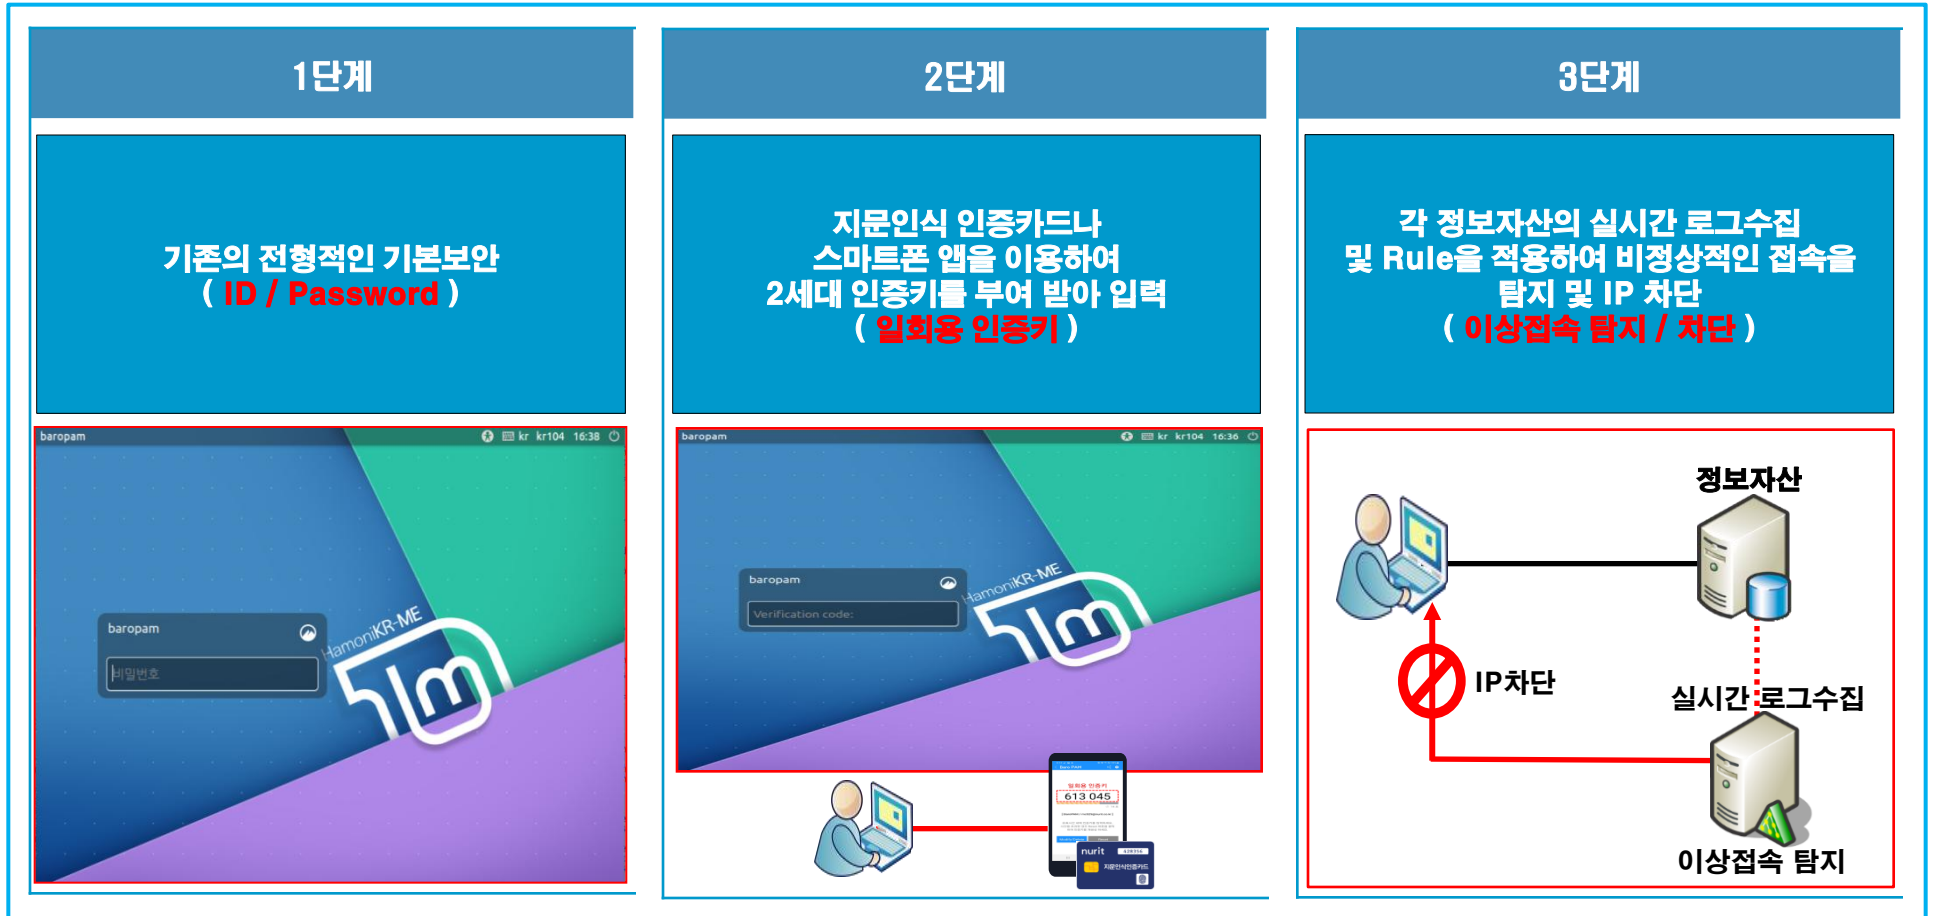 1단계
기존의 전형적인 기본보안
( ID / Password )
baropam
kr kr104 16:38
baropam
비밀번호
HamoniKR-ME
2단계
지문인식 인증카드나
스마트폰 앱을 이용하여
2세대 인증키를 부여 받아 입력
( 일회용 인증키 )
baropam
kr kr104 16:36
baropam
Verification code:
HamoniKR-ME
일회용 인증키
613 045
nurit
지문인식인증카드
3단계
각 정보자산의 실시간 로그수집
및 Rule을 적용하여 비정상적인 접속을
탐지 및 IP 차단
( 이상접속 탐지 / 차단 )
정보자산
IP차단
실시간 로그수집
이상접속 탐지